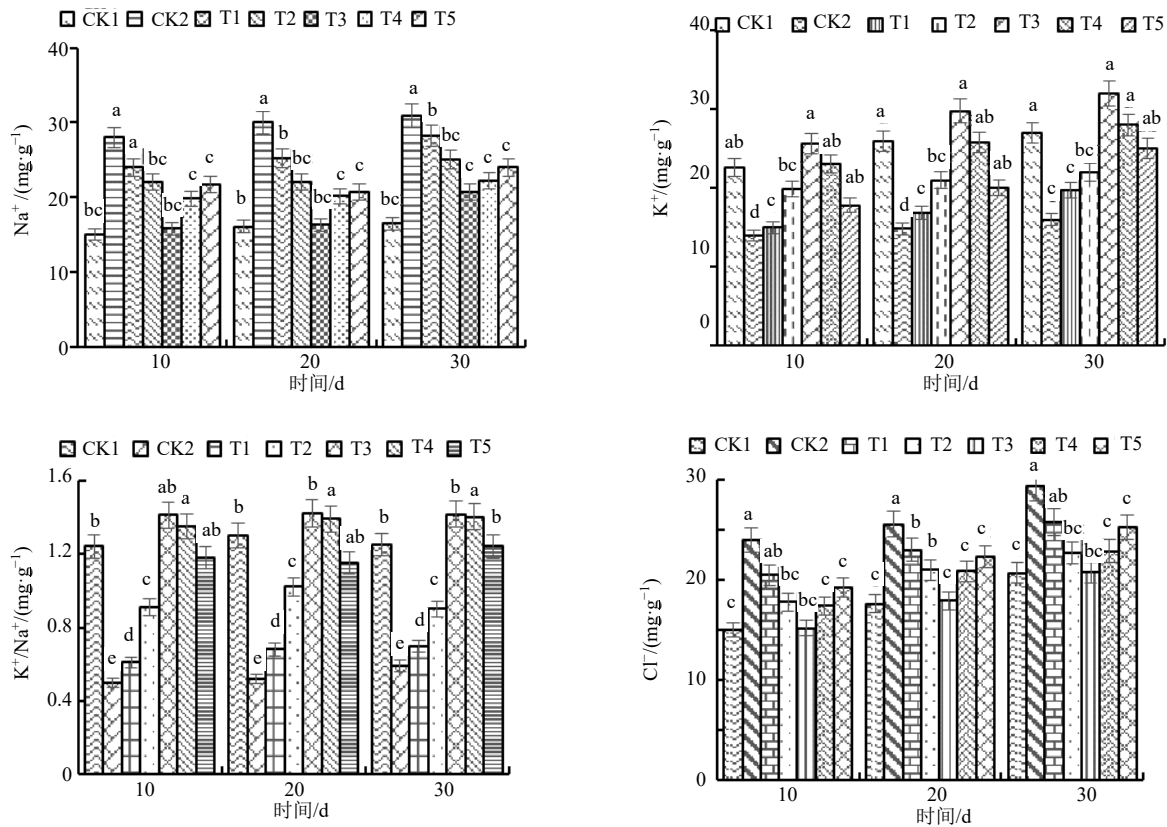 CK1 CK2 T1 T2 T3 T4 T5
Na⁺/(mg·g⁻¹)
40
30
20
10
0
bc a a bc bc c c
b a b bc bc c c
bc a b bc c c c
10 20 30
时间/d
CK1 CK2 T1 T2 T3 T4 T5
K⁺/(mg·g⁻¹)
40
30
20
10
0
ab d c bc a ab ab
a d c bc a ab ab
a c c bc a a ab
10 20 30
时间/d
CK1 CK2 T1 T2 T3 T4 T5
K⁺/Na⁺/(mg·g⁻¹)
1.6
1.2
0.8
0.4
0
b e d c ab a ab
b e d c b a ab
b e d c b a b
10 20 30
时间/d
CK1 CK2 T1 T2 T3 T4 T5
Cl⁻/(mg·g⁻¹)
30
20
10
0
c a ab bc bc c c
c a b b c c c
c a ab bc bc c c
10 20 30
时间/d